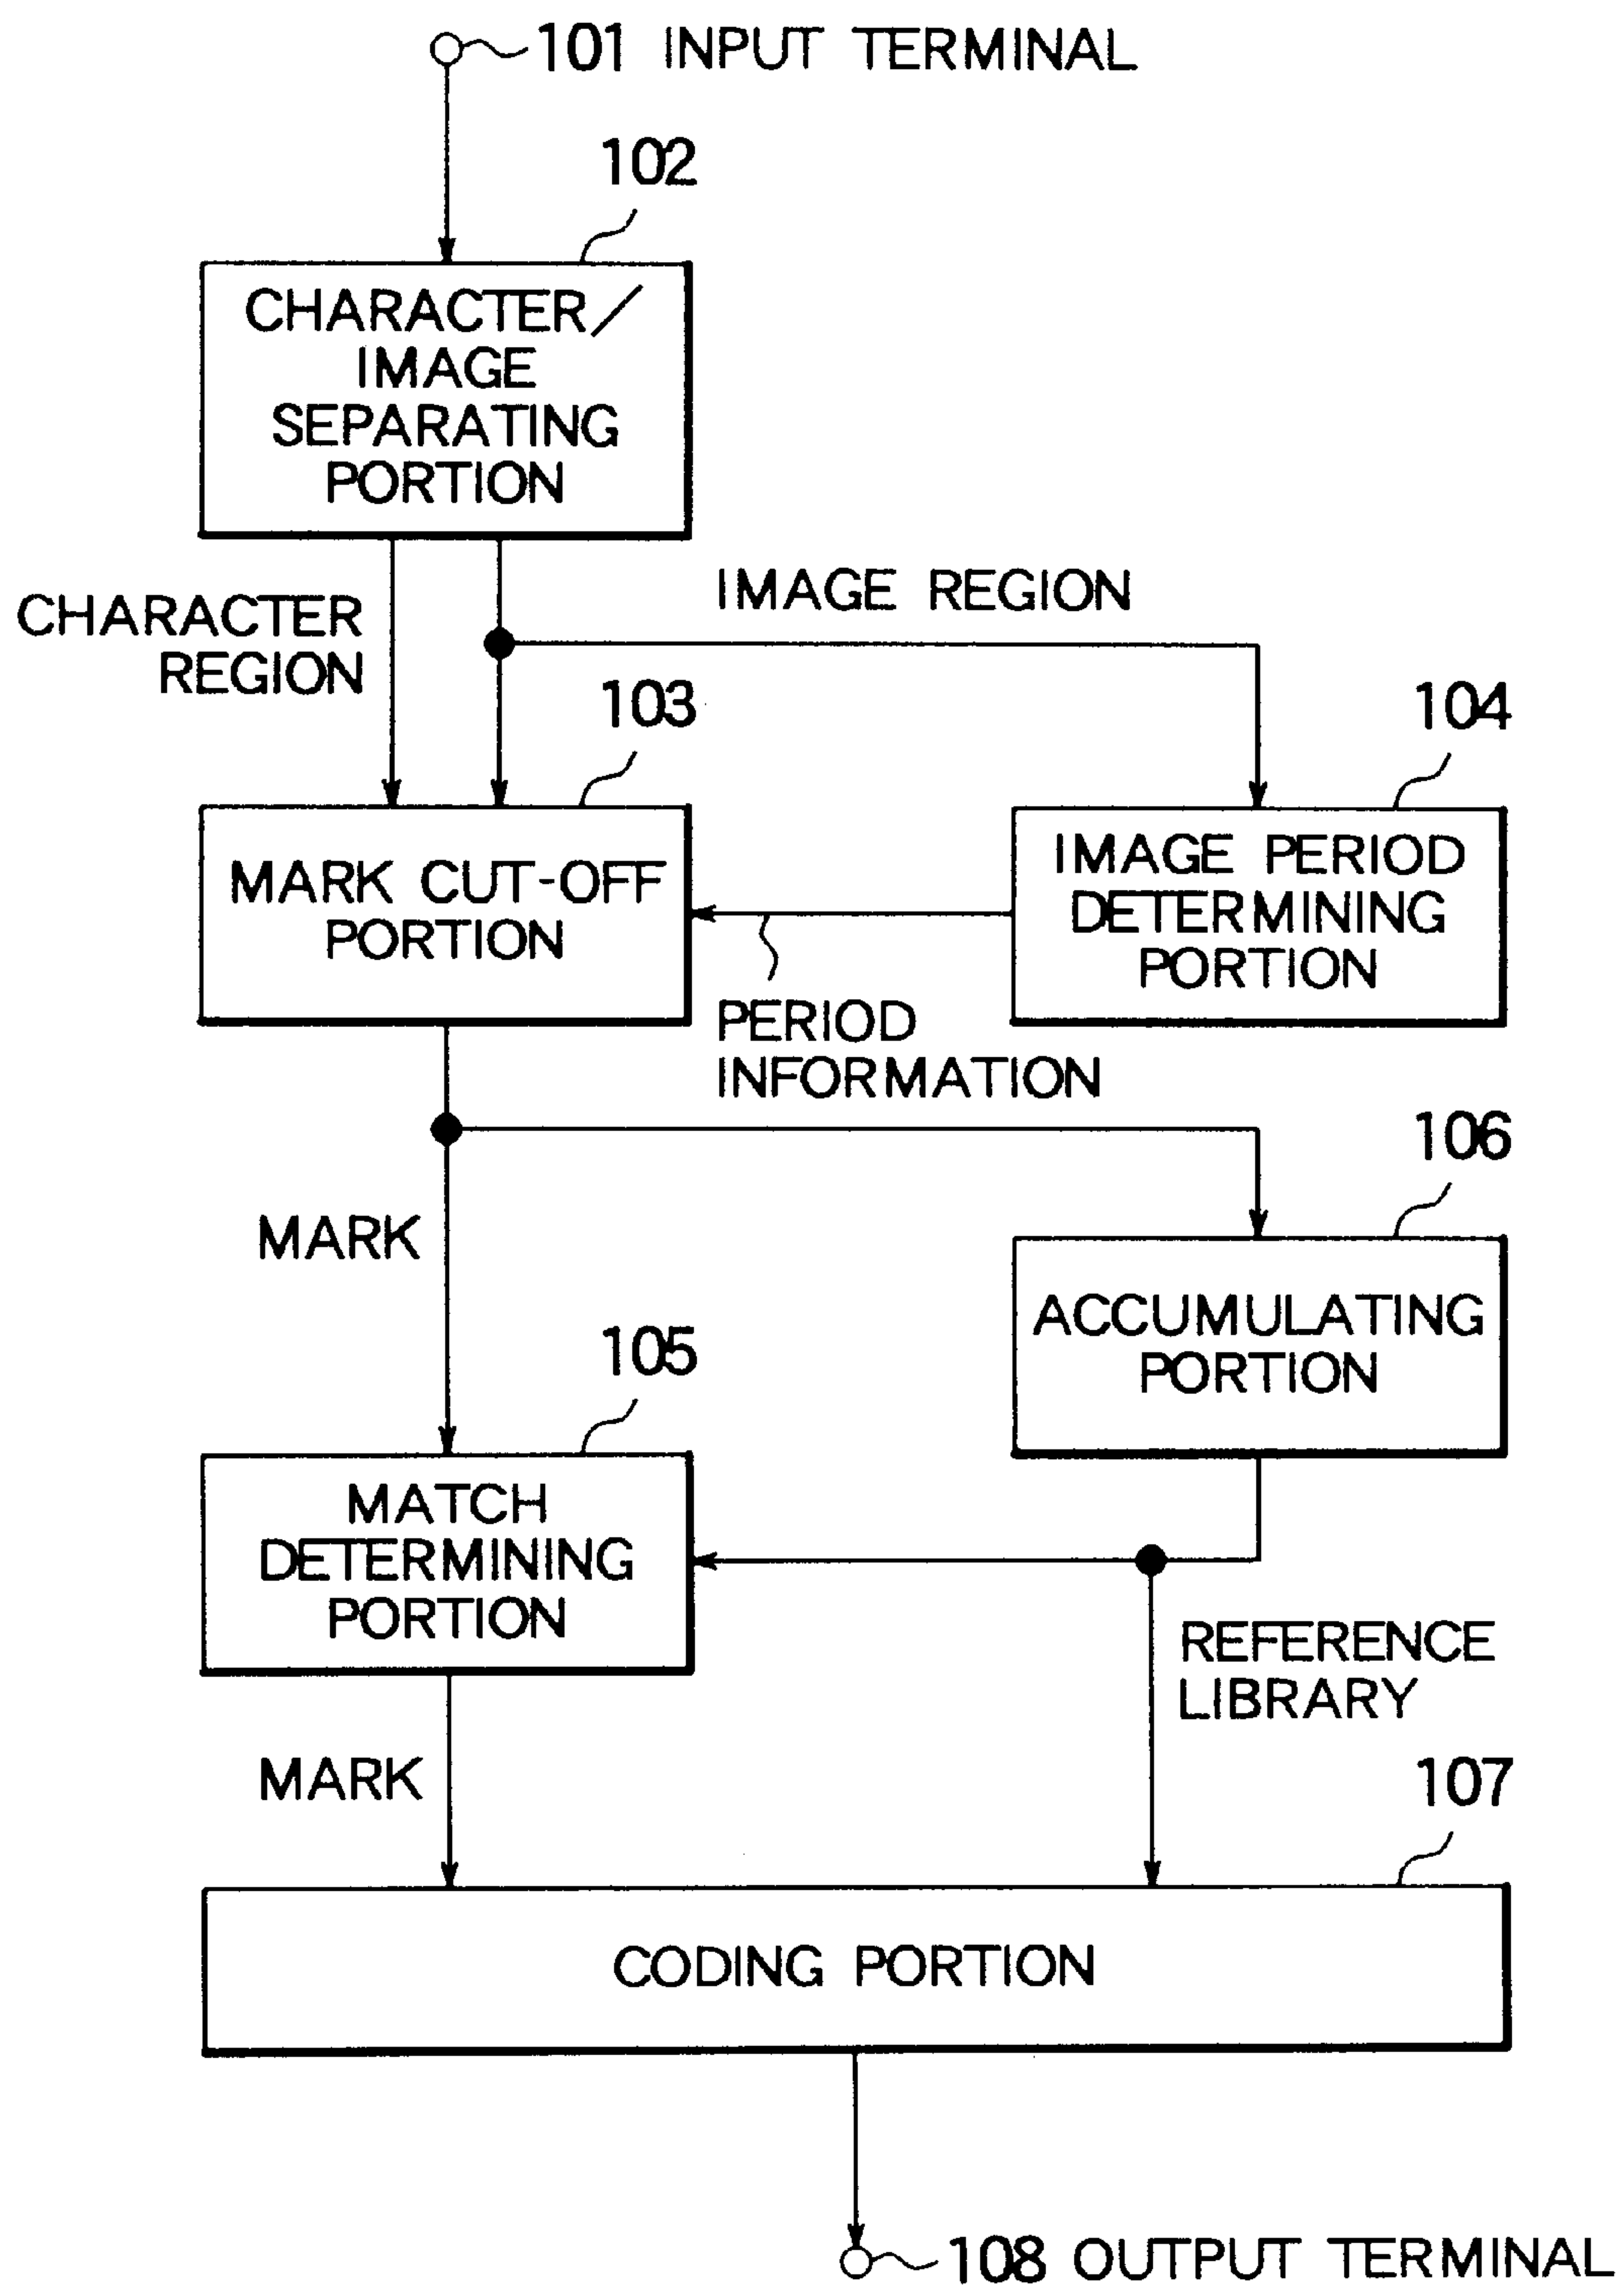 101 INPUT TERMINAL
102
CHARACTER/
IMAGE
SEPARATING
PORTION
IMAGE REGION
CHARACTER
REGION
103
104
MARK CUT-OFF
PORTION
IMAGE PERIOD
DETERMINING
PORTION
PERIOD
INFORMATION
106
MARK
ACCUMULATING
PORTION
105
MATCH
DETERMINING
PORTION
REFERENCE
LIBRARY
MARK
107
CODING PORTION
108 OUTPUT TERMINAL